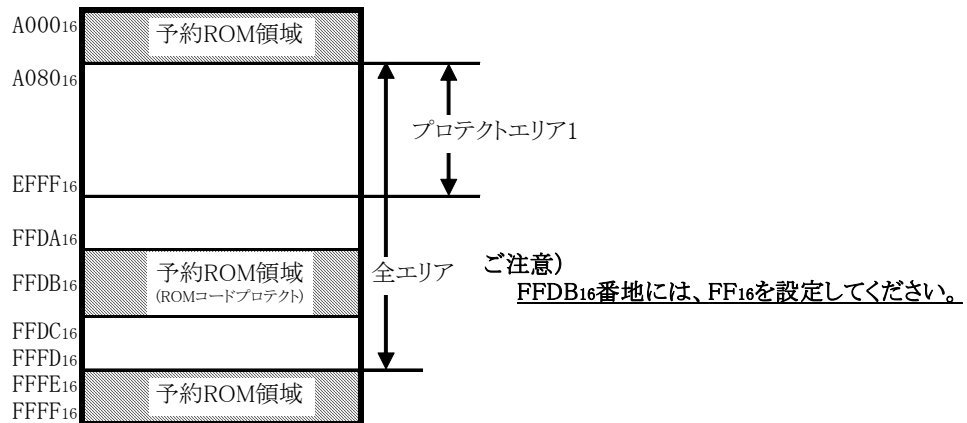 A000₁₆
予約ROM領域
A080₁₆
プロテクトエリア1
EFFF₁₆
FFDA₁₆
予約ROM領域
(ROMコードプロテクト)
FFDB₁₆
全エリア
ご注意)
FFDB₁₆番地には、FF₁₆を設定してください。
FFDC₁₆
FFFD₁₆
FFFE₁₆
予約ROM領域
FFFF₁₆